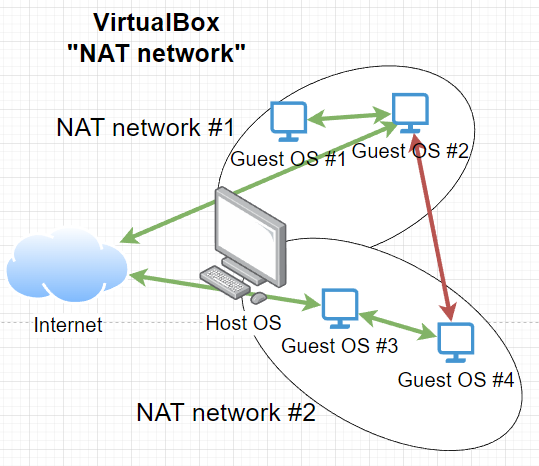 VirtualBox
"NAT network"
NAT network #1
Guest OS #1
Guest OS #2
Internet
Host OS
Guest OS #3
Guest OS #4
NAT network #2